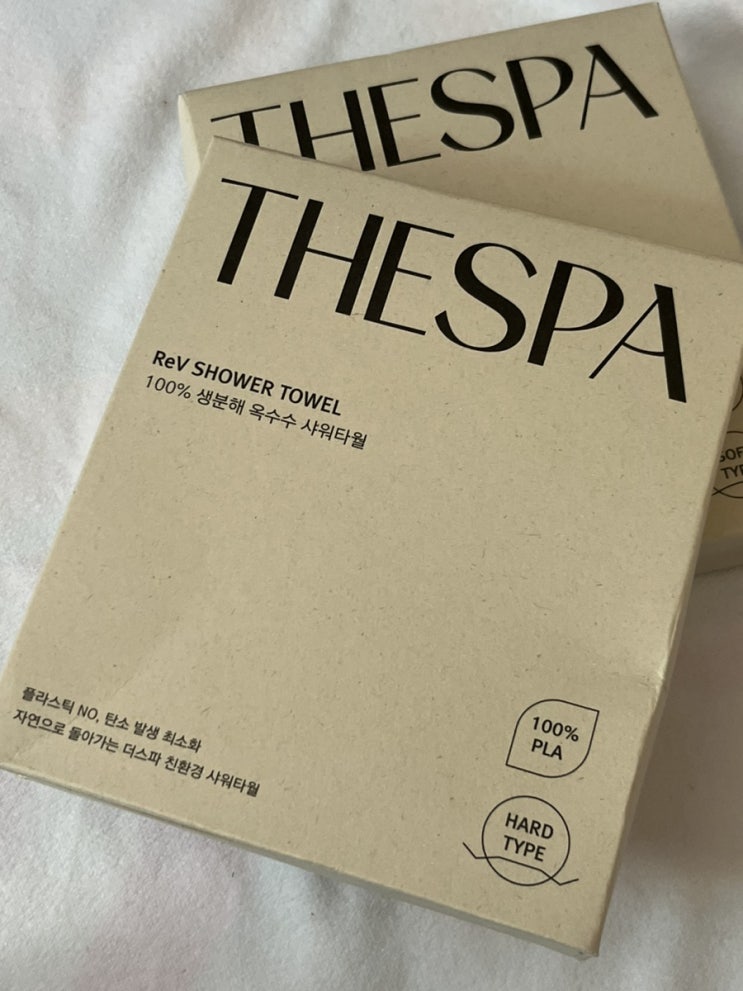 THESPA
THESPA
ReV SHOWER TOWEL
100% 생분해 옥수수 샤워타월
플라스틱 NO, 탄소 발생 최소화
자연으로 돌아가는 더스파 친환경 샤워타월
100%
PLA
HARD
TYPE